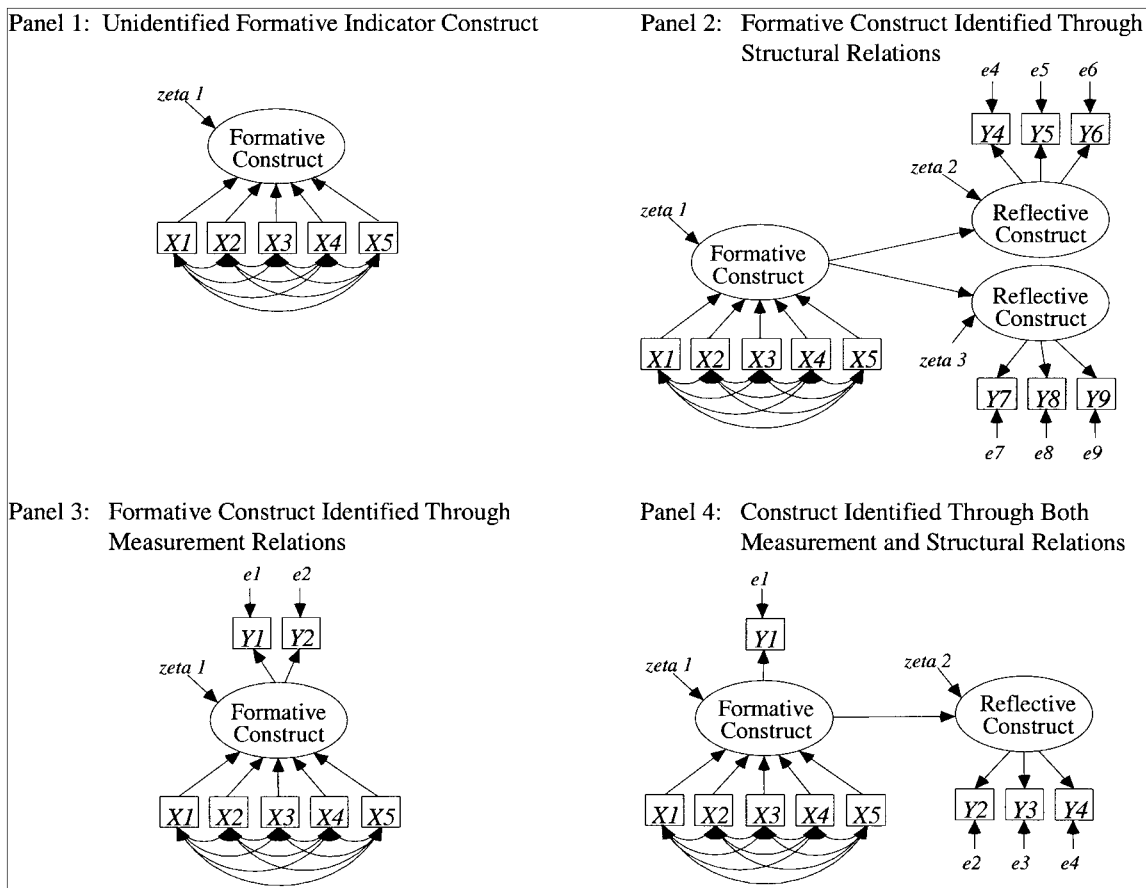 Panel 1: Unidentified Formative Indicator Construct
zeta 1
Formative
Construct
X1 X2 X3 X4 X5
Panel 2: Formative Construct Identified Through
Structural Relations
e4 e5 e6
Y4 Y5 Y6
zeta 2
Reflective
Construct
zeta 1
Formative
Construct
Reflective
Construct
X1 X2 X3 X4 X5
zeta 3
Y7 Y8 Y9
e7 e8 e9
Panel 3: Formative Construct Identified Through
Measurement Relations
e1 e2
Y1 Y2
zeta 1
Formative
Construct
X1 X2 X3 X4 X5
Panel 4: Construct Identified Through Both
Measurement and Structural Relations
e1
Y1
zeta 1
zeta 2
Formative
Construct
Reflective
Construct
X1 X2 X3 X4 X5
Y2 Y3 Y4
e2 e3 e4